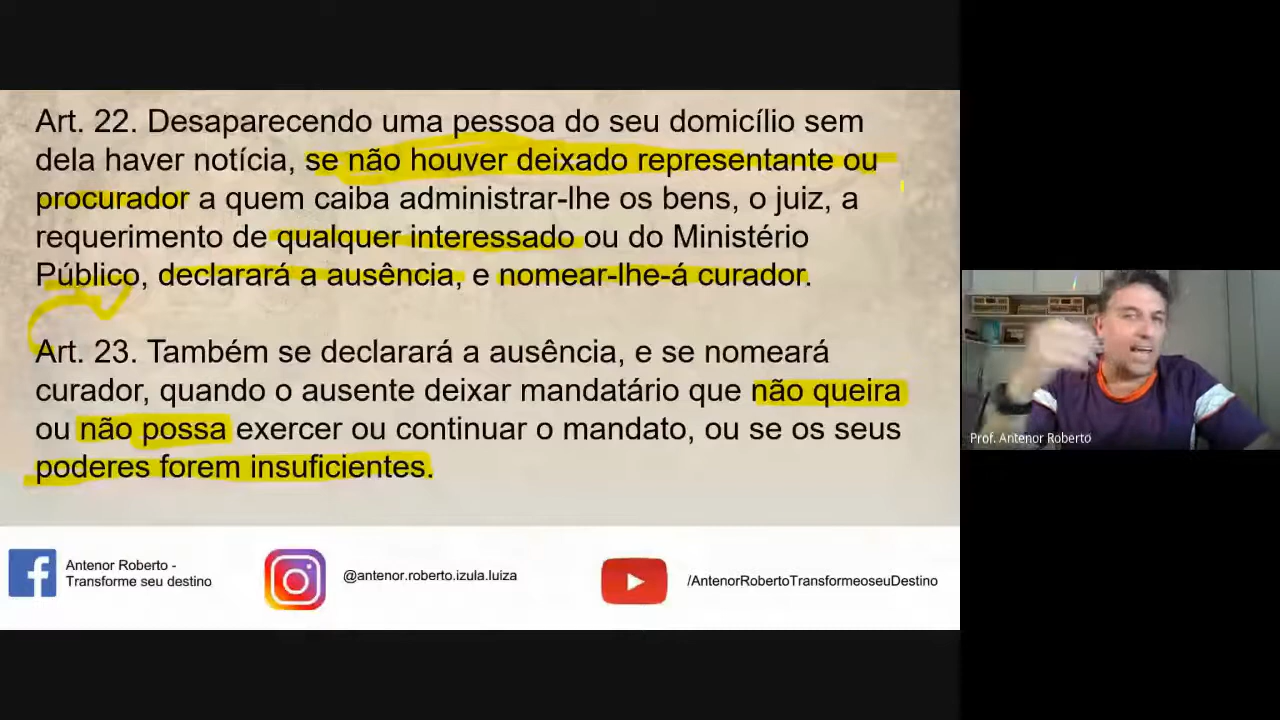 Art. 22. Desaparecendo uma pessoa do seu domicílio sem
dela haver notícia, se não houver deixado representante ou
procurador a quem caiba administrar-lhe os bens, o juiz, a
requerimento de qualquer interessado ou do Ministério
Público, declarará a ausência, e nomear-lhe-á curador.
Art. 23. Também se declarará a ausência, e se nomeará
curador, quando o ausente deixar mandatário que não queira
ou não possa exercer ou continuar o mandato, ou se os seus
poderes forem insuficientes.
Prof. Antenor Roberto
Antenor Roberto -
Transforme seu destino
@antenor.roberto.izula.luiza
/AntenorRobertoTransformeoseuDestino